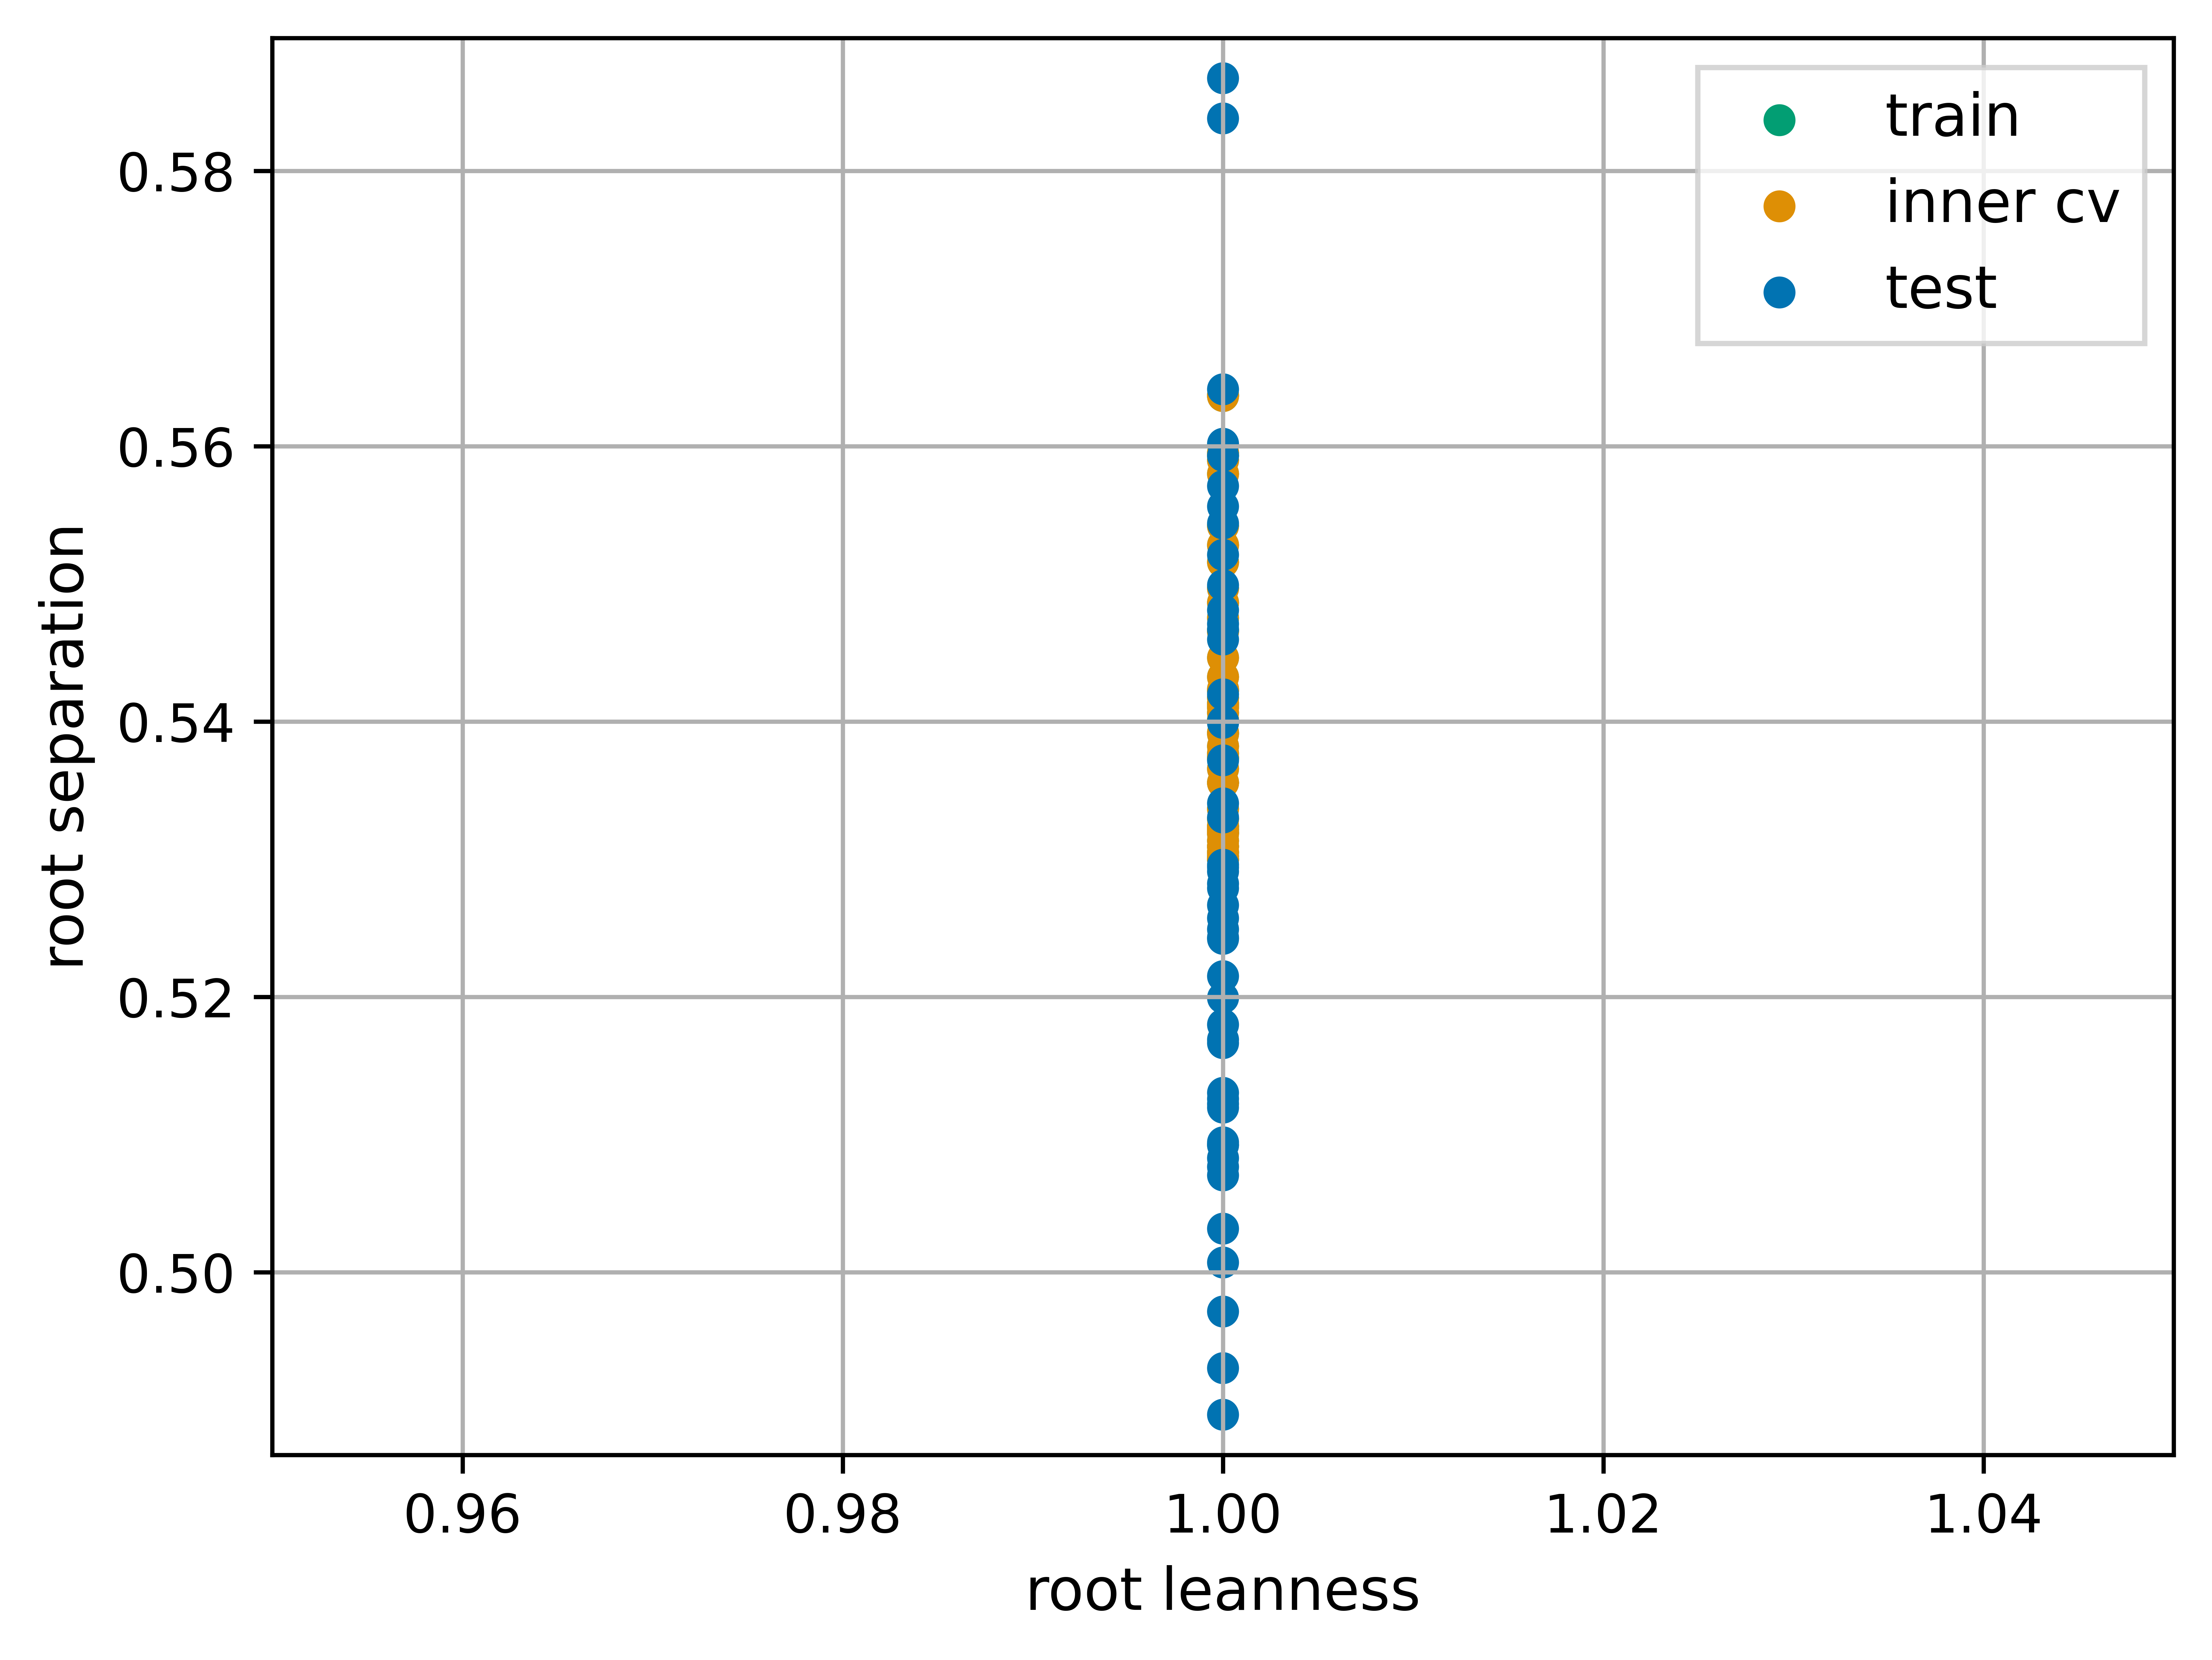 train
inner cv
test
0.58
0.56
0.54
0.52
0.50
root separation
0.96 0.98 1.00 1.02 1.04
root leanness